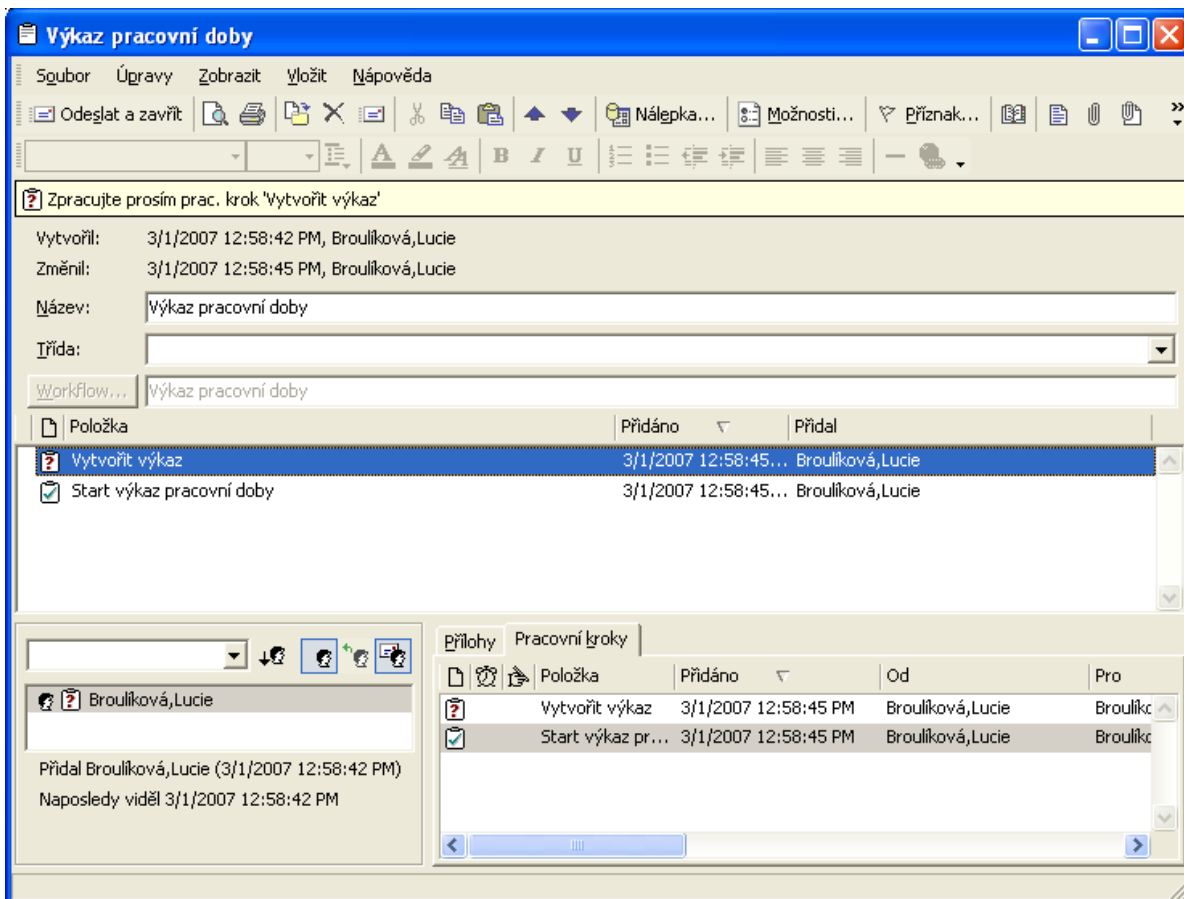 Výkaz pracovní doby
Soubor Úpravy Zobrazit Vložit Nápověda
Odeslat a zavřít Nálepka... Možnosti... Příznak...
Zpracujte prosím prac. krok 'Vytvořit výkaz'
Vytvořil: 3/1/2007 12:58:42 PM, Broulíková,Lucie
Změnil: 3/1/2007 12:58:45 PM, Broulíková,Lucie
Název: Výkaz pracovní doby
Třída:
Workflow... Výkaz pracovní doby
Položka Přidáno Přidal
Vytvořit výkaz 3/1/2007 12:58:45... Broulíková,Lucie
Start výkaz pracovní doby 3/1/2007 12:58:45... Broulíková,Lucie
Přílohy Pracovní kroky
Položka Přidáno Od Pro
Broulíková,Lucie
Vytvořit výkaz 3/1/2007 12:58:45 PM Broulíková,Lucie Broulíko
Start výkaz pr... 3/1/2007 12:58:45 PM Broulíková,Lucie Broulíko
Přidal Broulíková,Lucie (3/1/2007 12:58:42 PM)
Naposledy viděl 3/1/2007 12:58:42 PM